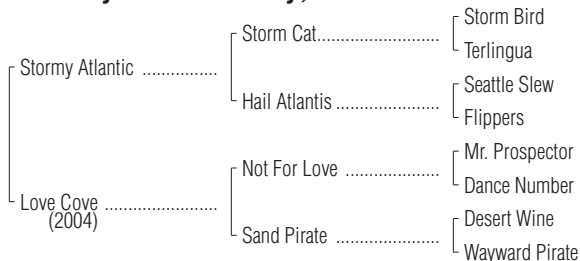 Storm Bird
Storm Cat..............................
Terlingua
Stormy Atlantic ................
Seattle Slew
Hail Atlantis ........................
Flippers
Mr. Prospector
Not For Love ......................
Dance Number
Love Cove ........................
(2004)
Desert Wine
Sand Pirate ........................
Wayward Pirate